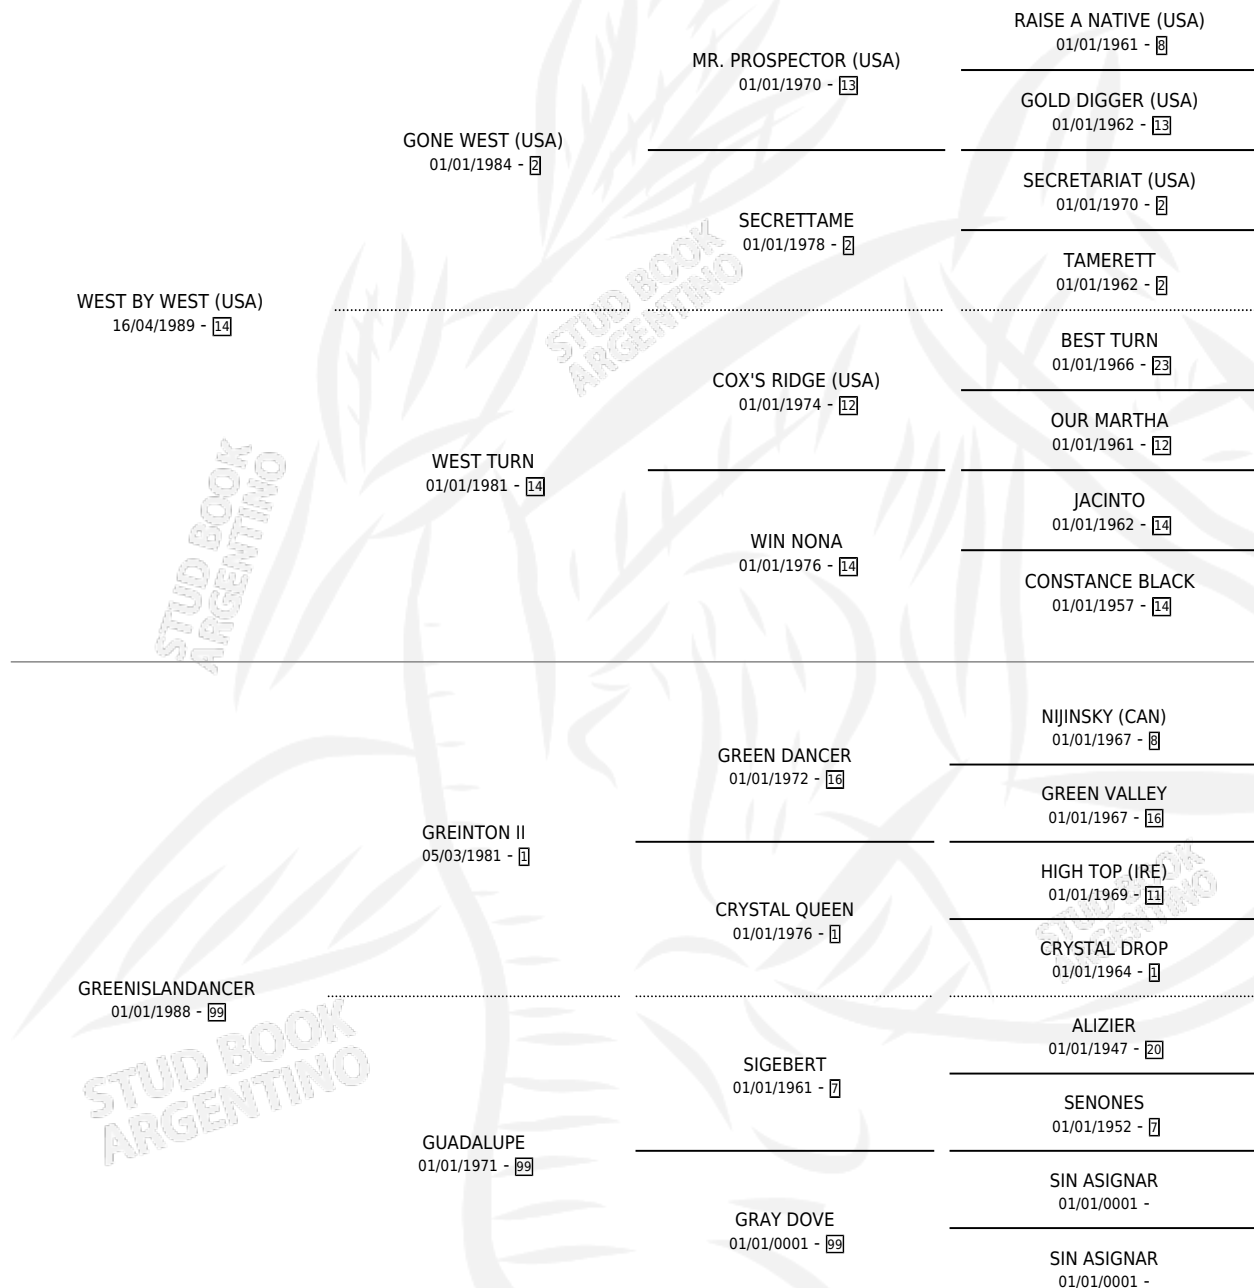 RAISE A NATIVE (USA)
01/01/1961 - 8
MR. PROSPECTOR (USA)
01/01/1970 - 13
GOLD DIGGER (USA)
01/01/1962 - 13
GONE WEST (USA)
01/01/1984 - 2
SECRETARIAT (USA)
01/01/1970 - 2
SECRETTAME
01/01/1978 - 2
TAMERETT
01/01/1962 - 2
WEST BY WEST (USA)
16/04/1989 - 14
BEST TURN
01/01/1966 - 23
COX'S RIDGE (USA)
01/01/1974 - 12
OUR MARTHA
01/01/1961 - 12
WEST TURN
01/01/1981 - 14
JACINTO
01/01/1962 - 14
WIN NONA
01/01/1976 - 14
CONSTANCE BLACK
01/01/1957 - 14
NIJINSKY (CAN)
01/01/1967 - 8
GREEN DANCER
01/01/1972 - 16
GREEN VALLEY
01/01/1967 - 16
GREINTON II
05/03/1981 - 1
HIGH TOP (IRE)
01/01/1969 - 11
CRYSTAL QUEEN
01/01/1976 - 1
CRYSTAL DROP
01/01/1964 - 1
GREENISLANDANCER
01/01/1988 - 99
ALIZIER
01/01/1947 - 20
SIGEBERT
01/01/1961 - 7
SENONES
01/01/1952 - 7
GUADALUPE
01/01/1971 - 99
SIN ASIGNAR
01/01/0001 -
GRAY DOVE
01/01/0001 - 99
SIN ASIGNAR
01/01/0001 -
STUD BOOK
ARGENTINO
STUD BOOK
ARGENTINO
STUD BOOK
ARGENTINO
STUD BOOK
ARGENTINO